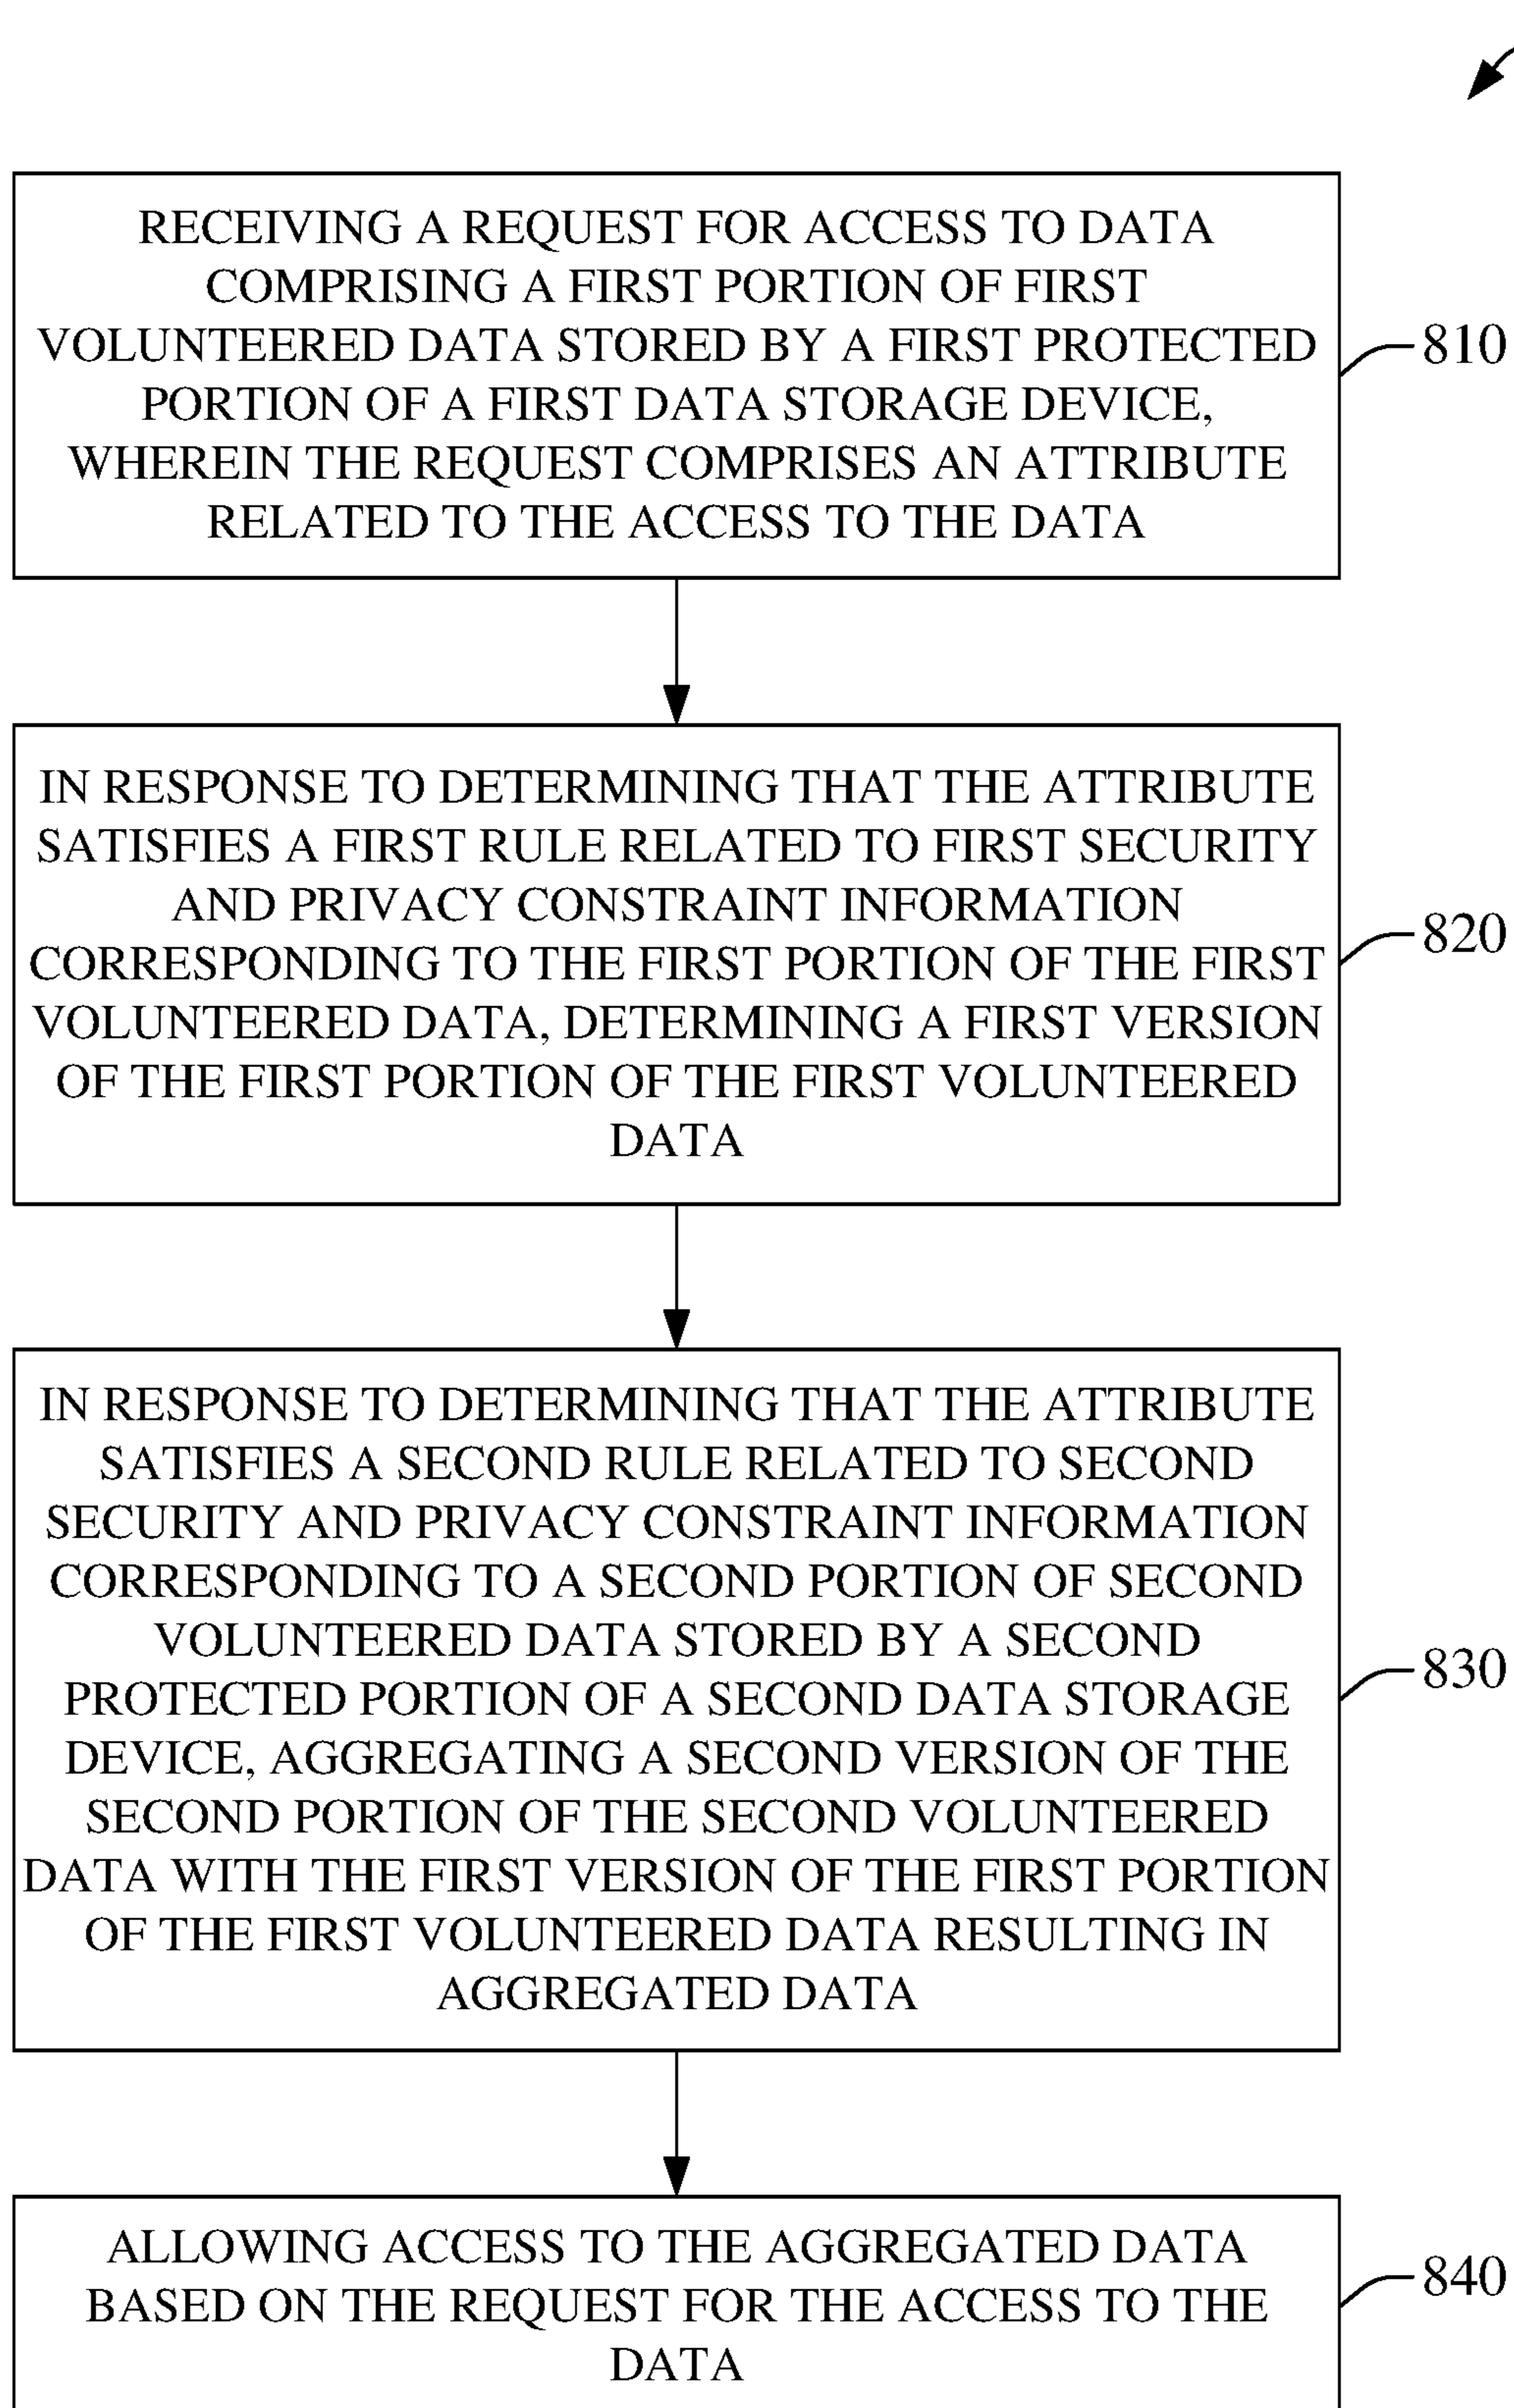 RECEIVING A REQUEST FOR ACCESS TO DATA
COMPRISING A FIRST PORTION OF FIRST
VOLUNTEERED DATA STORED BY A FIRST PROTECTED
PORTION OF A FIRST DATA STORAGE DEVICE,
WHEREIN THE REQUEST COMPRISES AN ATTRIBUTE
RELATED TO THE ACCESS TO THE DATA
810
IN RESPONSE TO DETERMINING THAT THE ATTRIBUTE
SATISFIES A FIRST RULE RELATED TO FIRST SECURITY
AND PRIVACY CONSTRAINT INFORMATION
CORRESPONDING TO THE FIRST PORTION OF THE FIRST
VOLUNTEERED DATA, DETERMINING A FIRST VERSION
OF THE FIRST PORTION OF THE FIRST VOLUNTEERED
DATA
820
IN RESPONSE TO DETERMINING THAT THE ATTRIBUTE
SATISFIES A SECOND RULE RELATED TO SECOND
SECURITY AND PRIVACY CONSTRAINT INFORMATION
CORRESPONDING TO A SECOND PORTION OF SECOND
VOLUNTEERED DATA STORED BY A SECOND
PROTECTED PORTION OF A SECOND DATA STORAGE
DEVICE, AGGREGATING A SECOND VERSION OF THE
SECOND PORTION OF THE SECOND VOLUNTEERED
DATA WITH THE FIRST VERSION OF THE FIRST PORTION
OF THE FIRST VOLUNTEERED DATA RESULTING IN
AGGREGATED DATA
830
ALLOWING ACCESS TO THE AGGREGATED DATA
BASED ON THE REQUEST FOR THE ACCESS TO THE
DATA
840